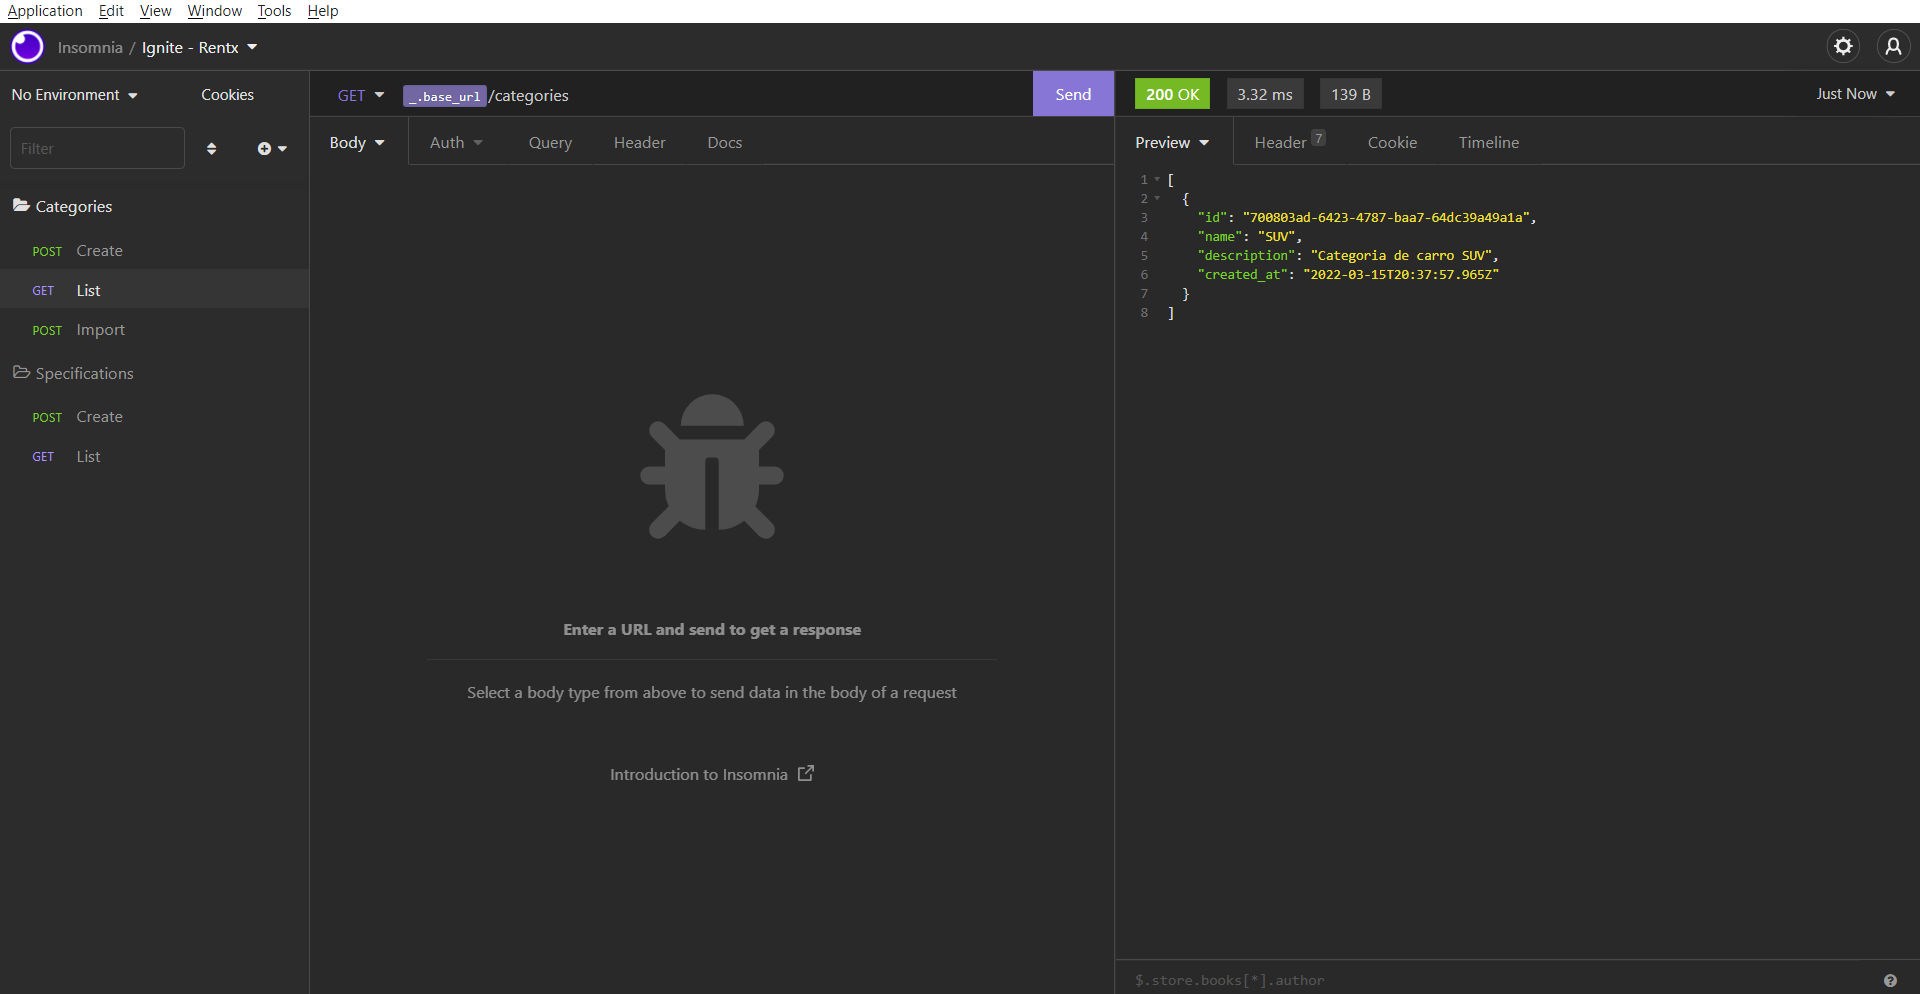 Application Edit View Window Tools Help
Insomnia / Ignite - Rentx
No Environment Cookies
Filter
Categories
POST Create
GET List
POST Import
Specifications
POST Create
GET List
GET _.base_url/categories Send
Body Auth Query Header Docs
Enter a URL and send to get a response
Select a body type from above to send data in the body of a request
Introduction to Insomnia
200 OK 3.32 ms 139 B Just Now
Preview Header 7 Cookie Timeline
1 [
2 {
3 "id": "700803ad-6423-4787-baa7-64dc39a49a1a",
4 "name": "SUV",
5 "description": "Categoria de carro SUV",
6 "created_at": "2022-03-15T20:37:57.965Z"
7 }
8 ]
$.store.books[*].author